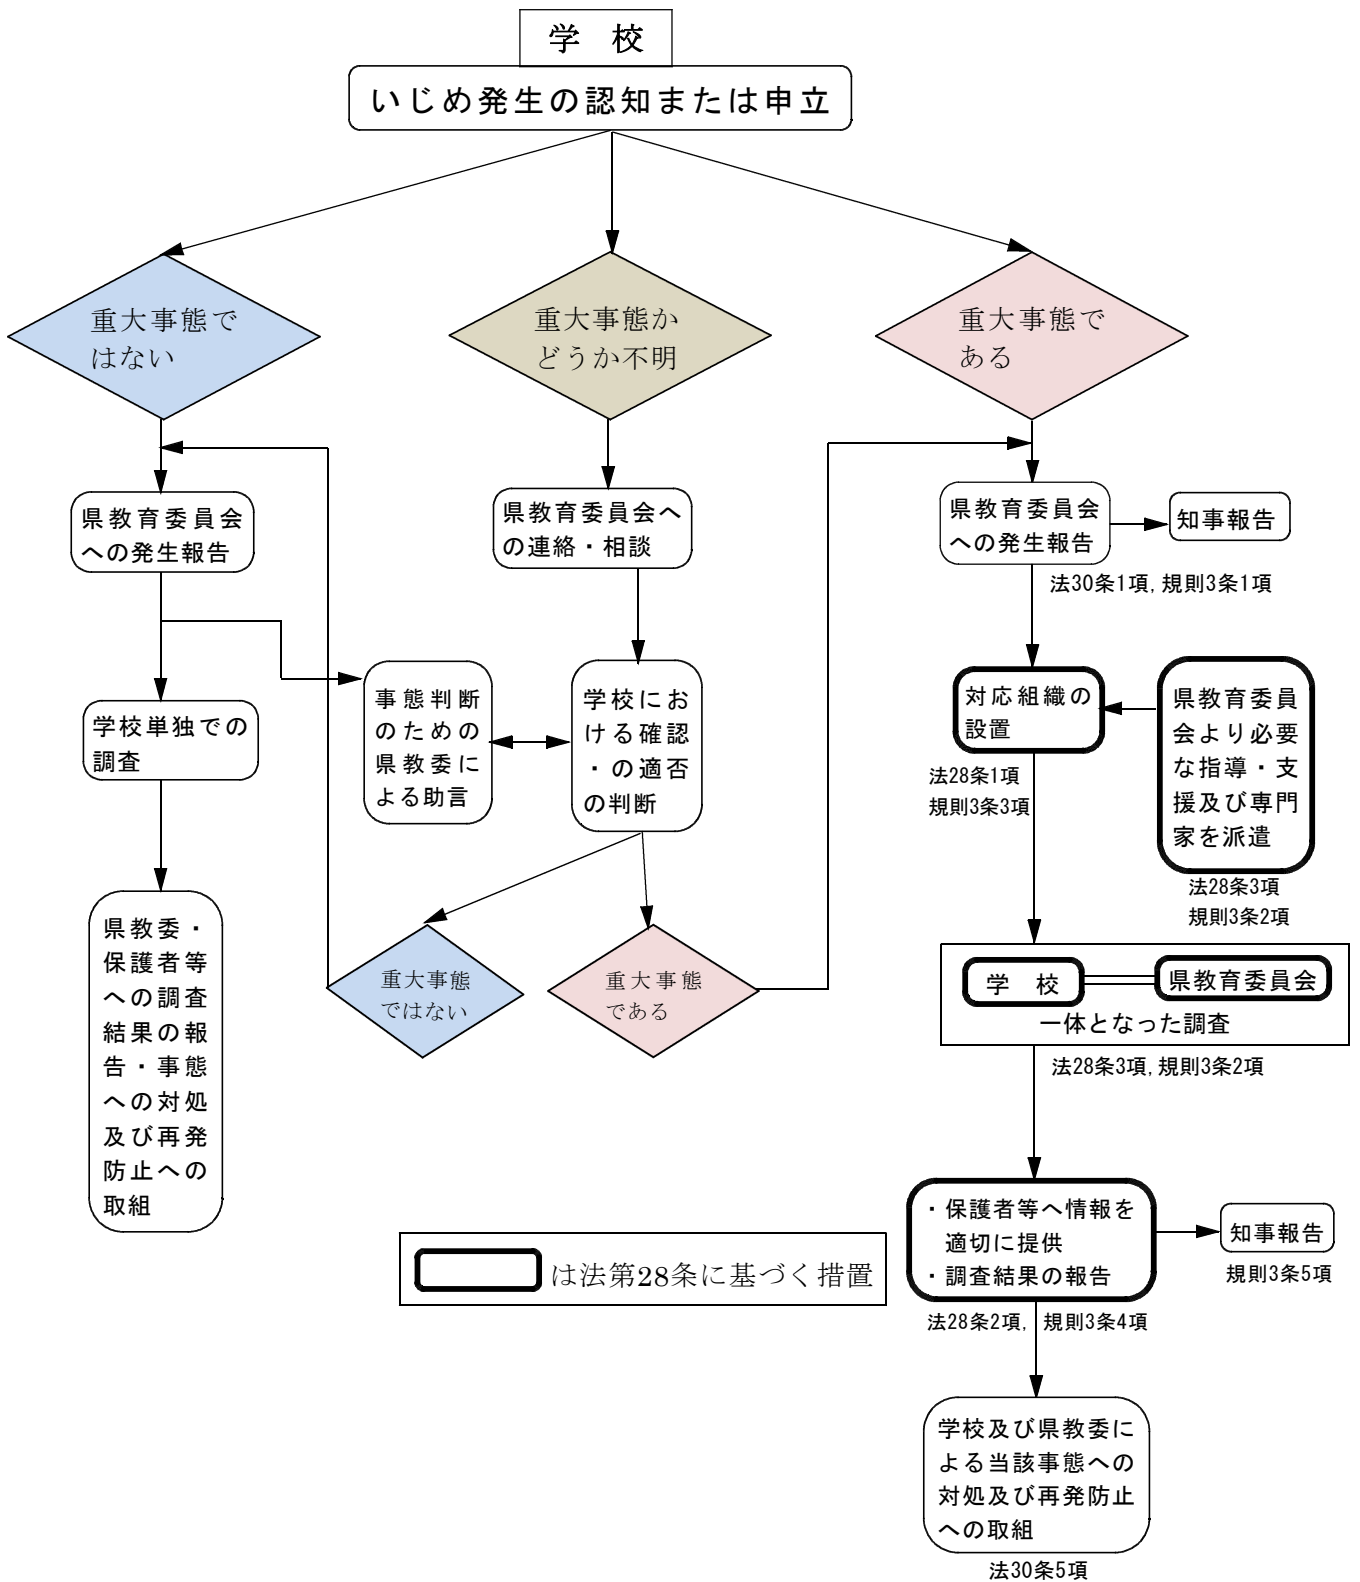 学 校
いじめ発生の認知または申立
重大事態で
はない
重大事態か
どうか不明
重大事態で
ある
県教育委員会
への発生報告
県教育委員会へ
の連絡・相談
県教育委員会
への発生報告
知事報告
法30条1項,規則3条1項
学校単独での
調査
事態判断
のための
県教委に
よる助言
学校にお
ける確認
・の適否
の判断
対応組織の
設置
法28条1項
規則3条3項
県教育委員
会より必要
な指導・支
援及び専門
家を派遣
法28条3項
規則3条2項
県教委・
保護者等
への調査
結果の報
告・事態
への対処
及び再発
防止への
取組
重大事態
ではない
重大事態
である
学 校
県教育委員会
一体となった調査
法28条3項,規則3条2項
・保護者等へ情報を
適切に提供
・調査結果の報告
知事報告
規則3条5項
法28条2項, 規則3条4項
は法第28条に基づく措置
学校及び県教委に
よる当該事態への
対処及び再発防止
への取組
法30条5項